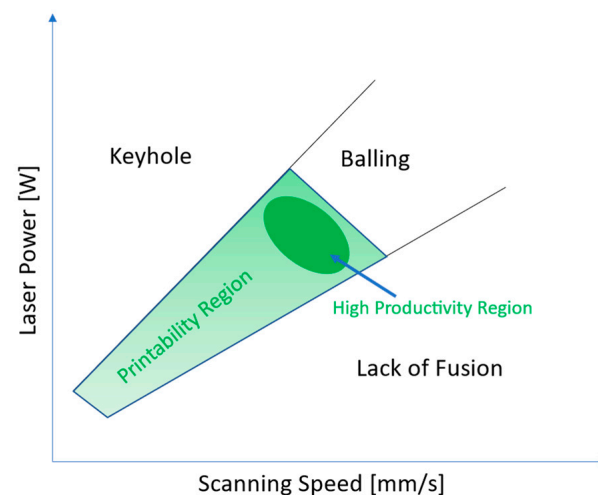 Keyhole
Balling
Laser Power [W]
Printability Region
High Productivity Region
Lack of Fusion
Scanning Speed [mm/s]